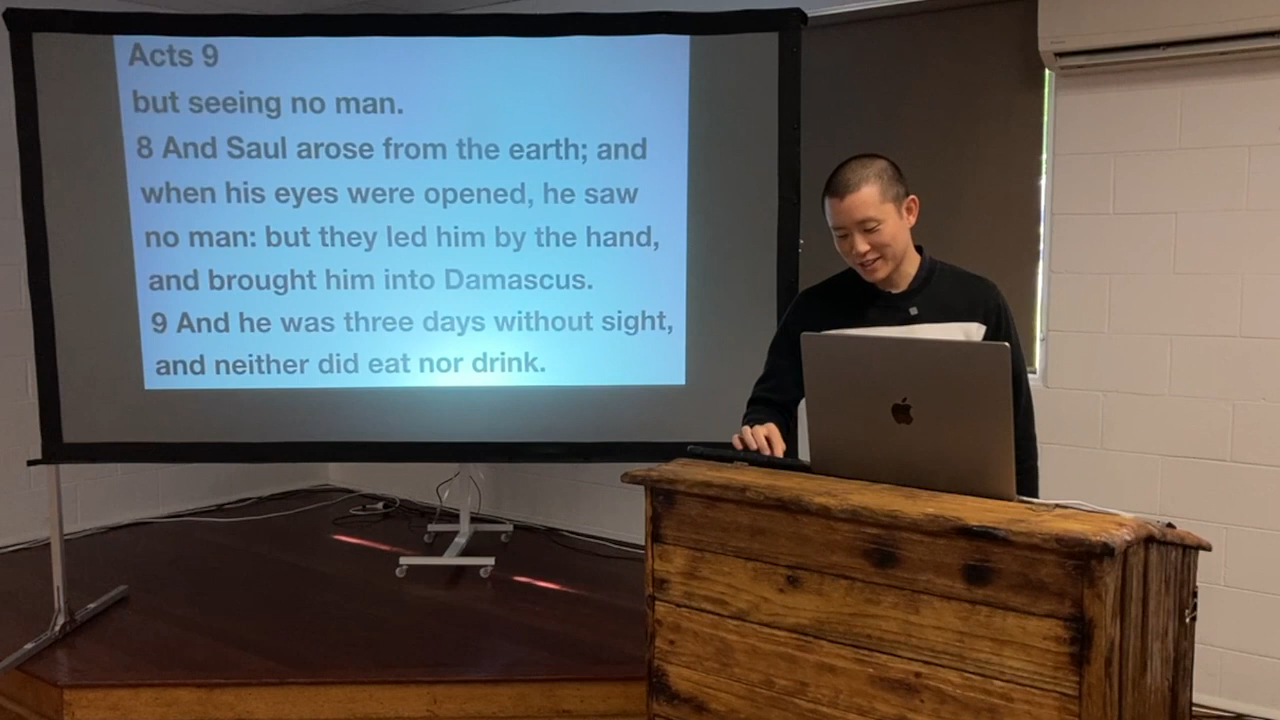 Acts 9
but seeing no man.
8 And Saul arose from the earth; and
when his eyes were opened, he saw
no man: but they led him by the hand,
and brought him into Damascus.
9 And he was three days without sight,
and neither did eat nor drink.